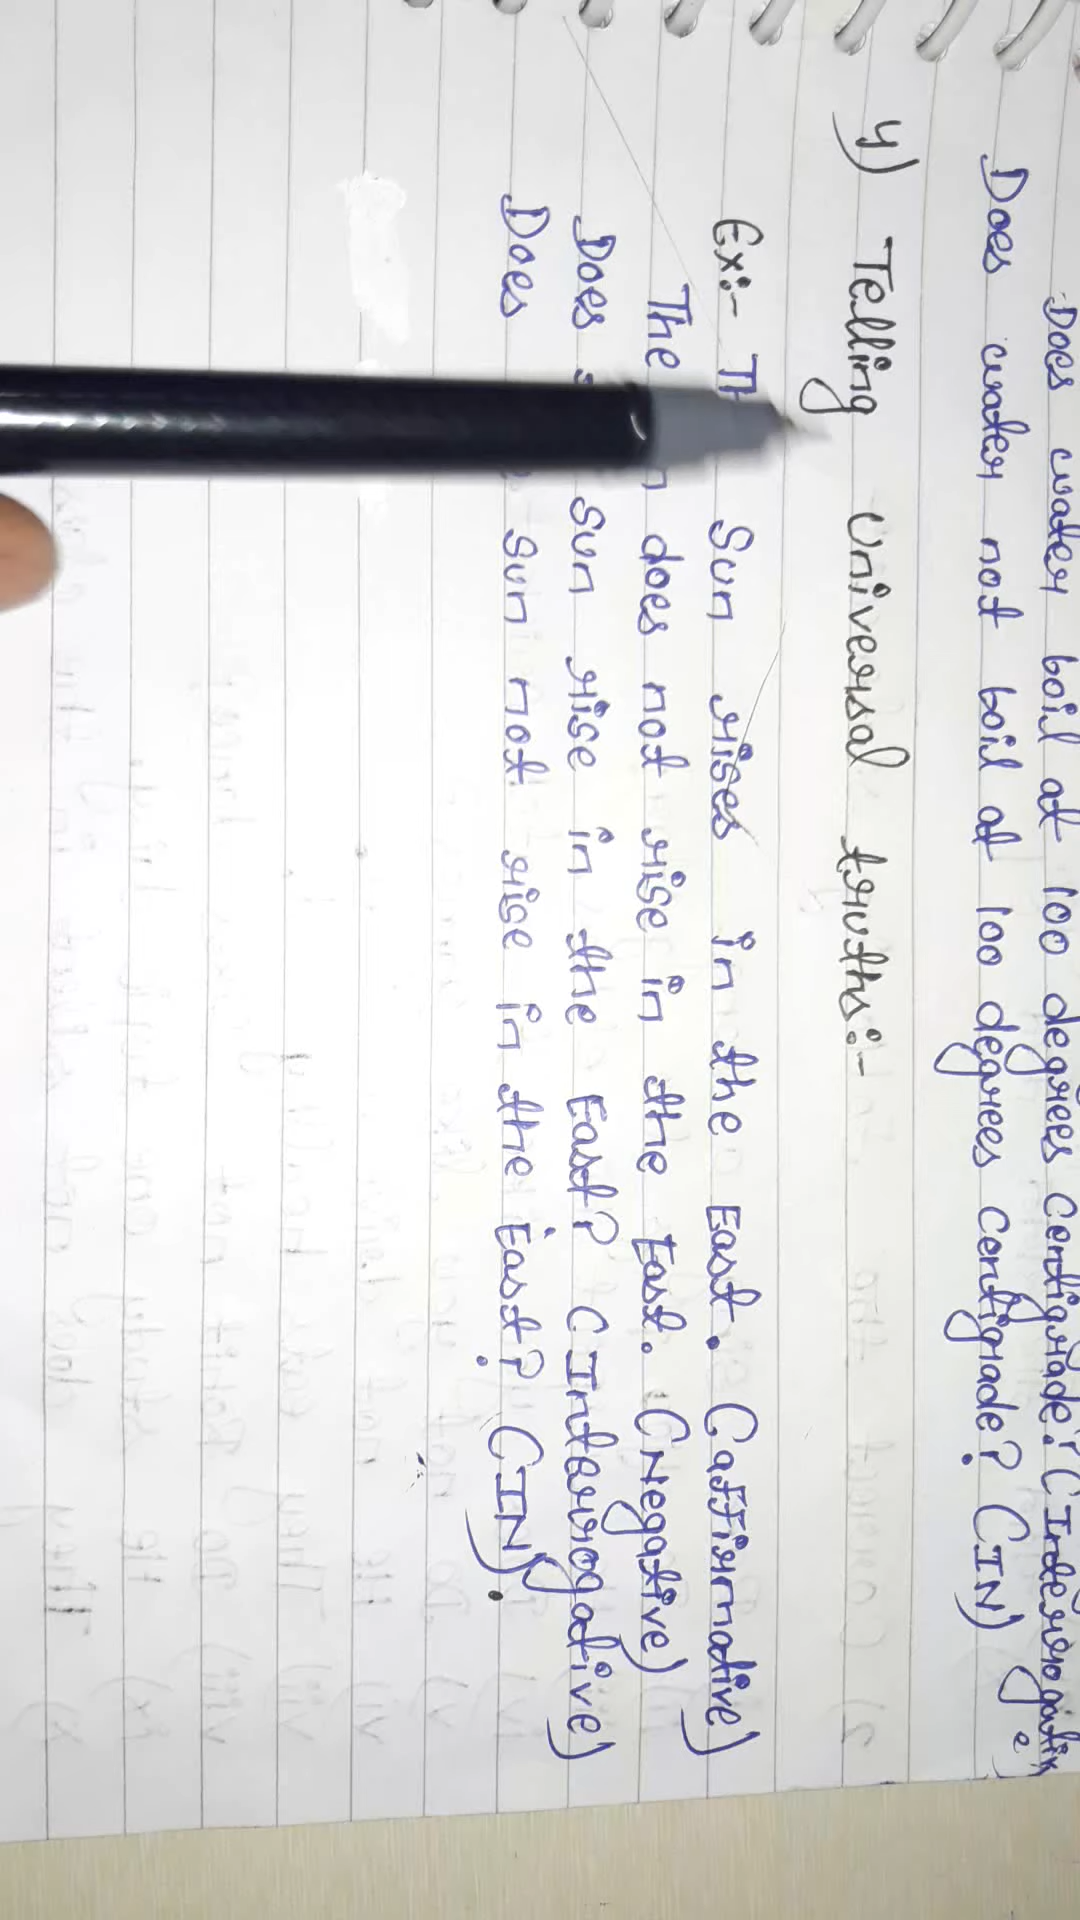 Does water boil at 100 degrees centigrade? (Interrogative)
Does water not boil at 100 degrees centigrade? (IN)
4) Telling universal truths:-
Ex:- Sun rises in the East. (affirmative)
The does not rise in the East. (Negative)
Does sun rise in the East? (Interrogative)
Does sun not rise in the East? (IN).